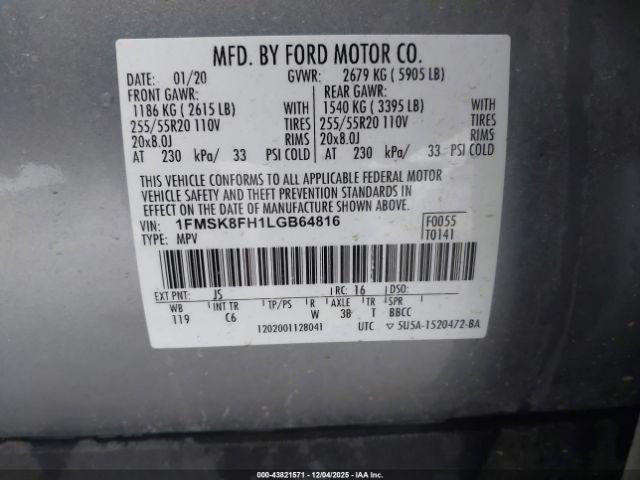 MFD. BY FORD MOTOR CO.
DATE: 01/20 GVWR: 2679 KG ( 5905 LB)
FRONT GAWR: REAR GAWR:
1186 KG ( 2615 LB) WITH 1540 KG ( 3395 LB) WITH
255/55R20 110V TIRES 255/55R20 110V TIRES
20x8.0J RIMS 20x8.0J RIMS
AT 230 kPa/ 33 PSI COLD AT 230 kPa/ 33 PSI COLD
THIS VEHICLE CONFORMS TO ALL APPLICABLE FEDERAL MOTOR
VEHICLE SAFETY AND THEFT PREVENTION STANDARDS IN
EFFECT ON THE DATE OF MANUFACTURE SHOWN ABOVE.
VIN: 1FMSK8FH1LGB64816 F0055
TYPE: MPV T0141
EXT PNT: JS RC: 16 DSO:
WB INT TR TP/PS R AXLE TR SPR
119 C6 W 3B T BBCC
1202001128041 UTC ▽ 5U5A-1520472-BA
© - 000-43821571 - 12/04/2025 - IAAI.COM